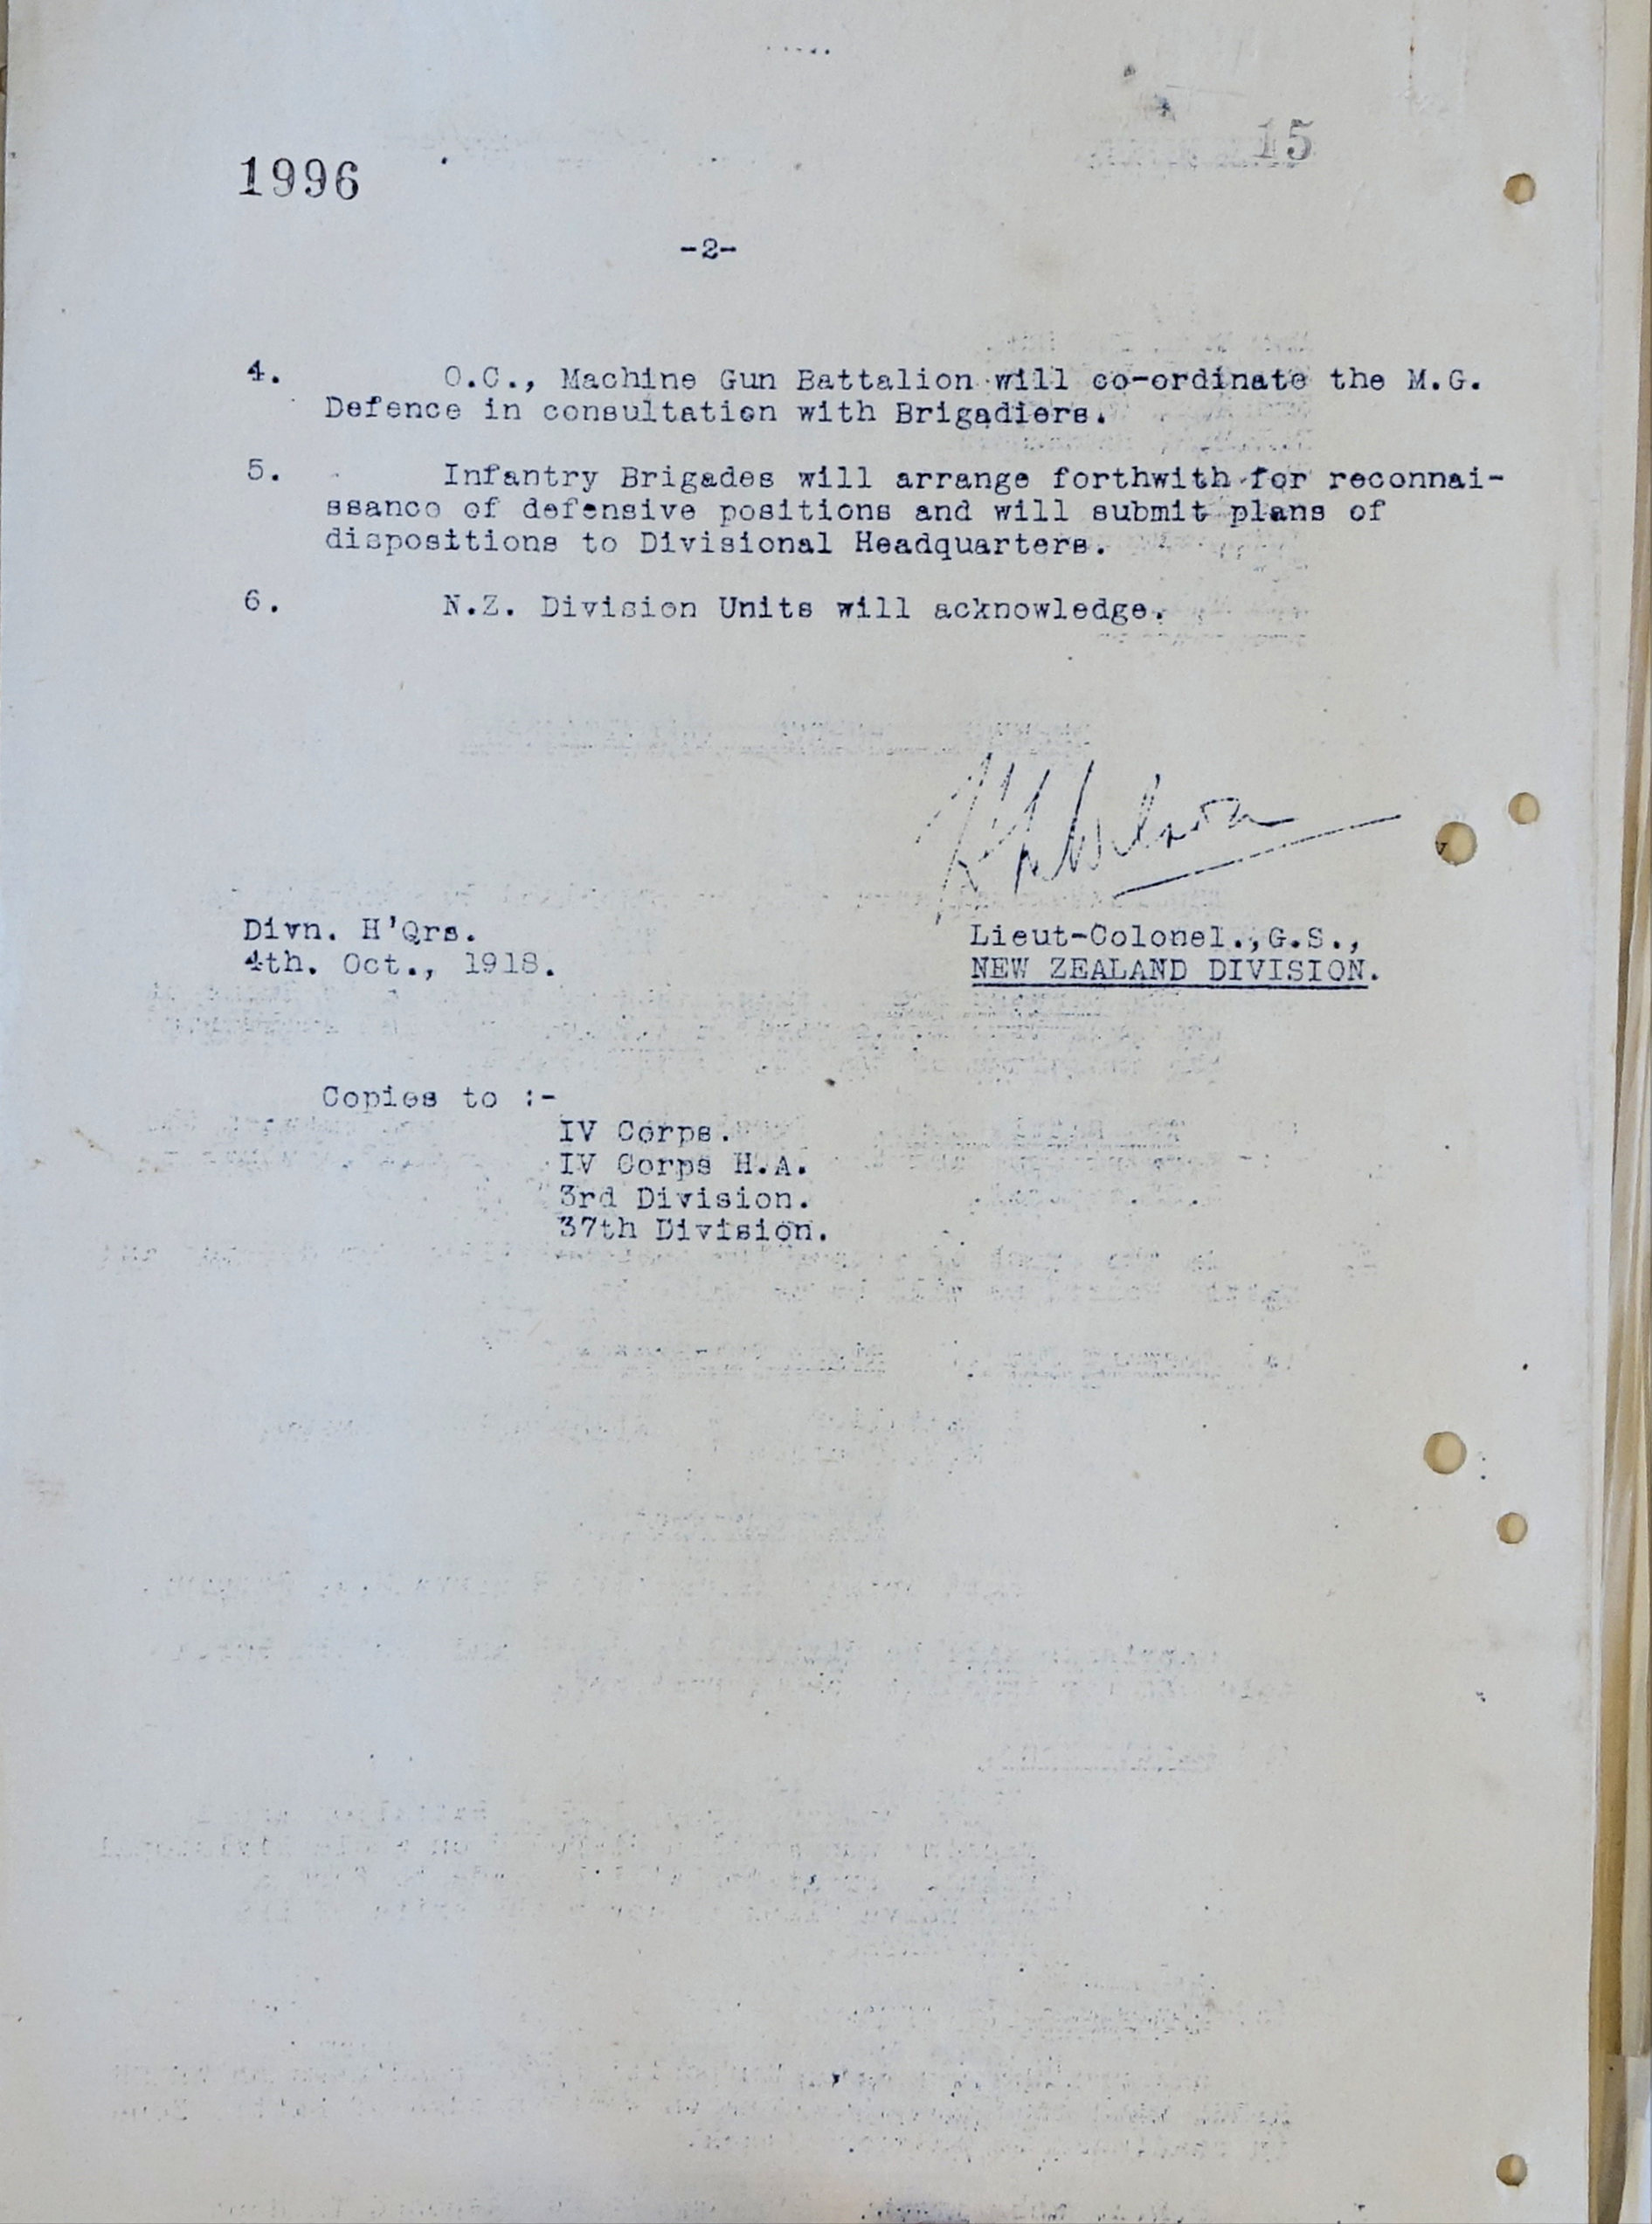 15
1996
-2-
4. O.C., Machine Gun Battalion will co-ordinate the M.G.
Defence in consultation with Brigadiers.
5. Infantry Brigades will arrange forthwith for reconnai-
ssance of defensive positions and will submit plans of
dispositions to Divisional Headquarters.
6. N.Z. Division Units will acknowledge.
Divn. H'Qrs.
4th. Oct., 1918.
Lieut-Colonel.,G.S.,
NEW ZEALAND DIVISION.
Copies to :-
IV Corps.
IV Corps H.A.
3rd Division.
37th Division.